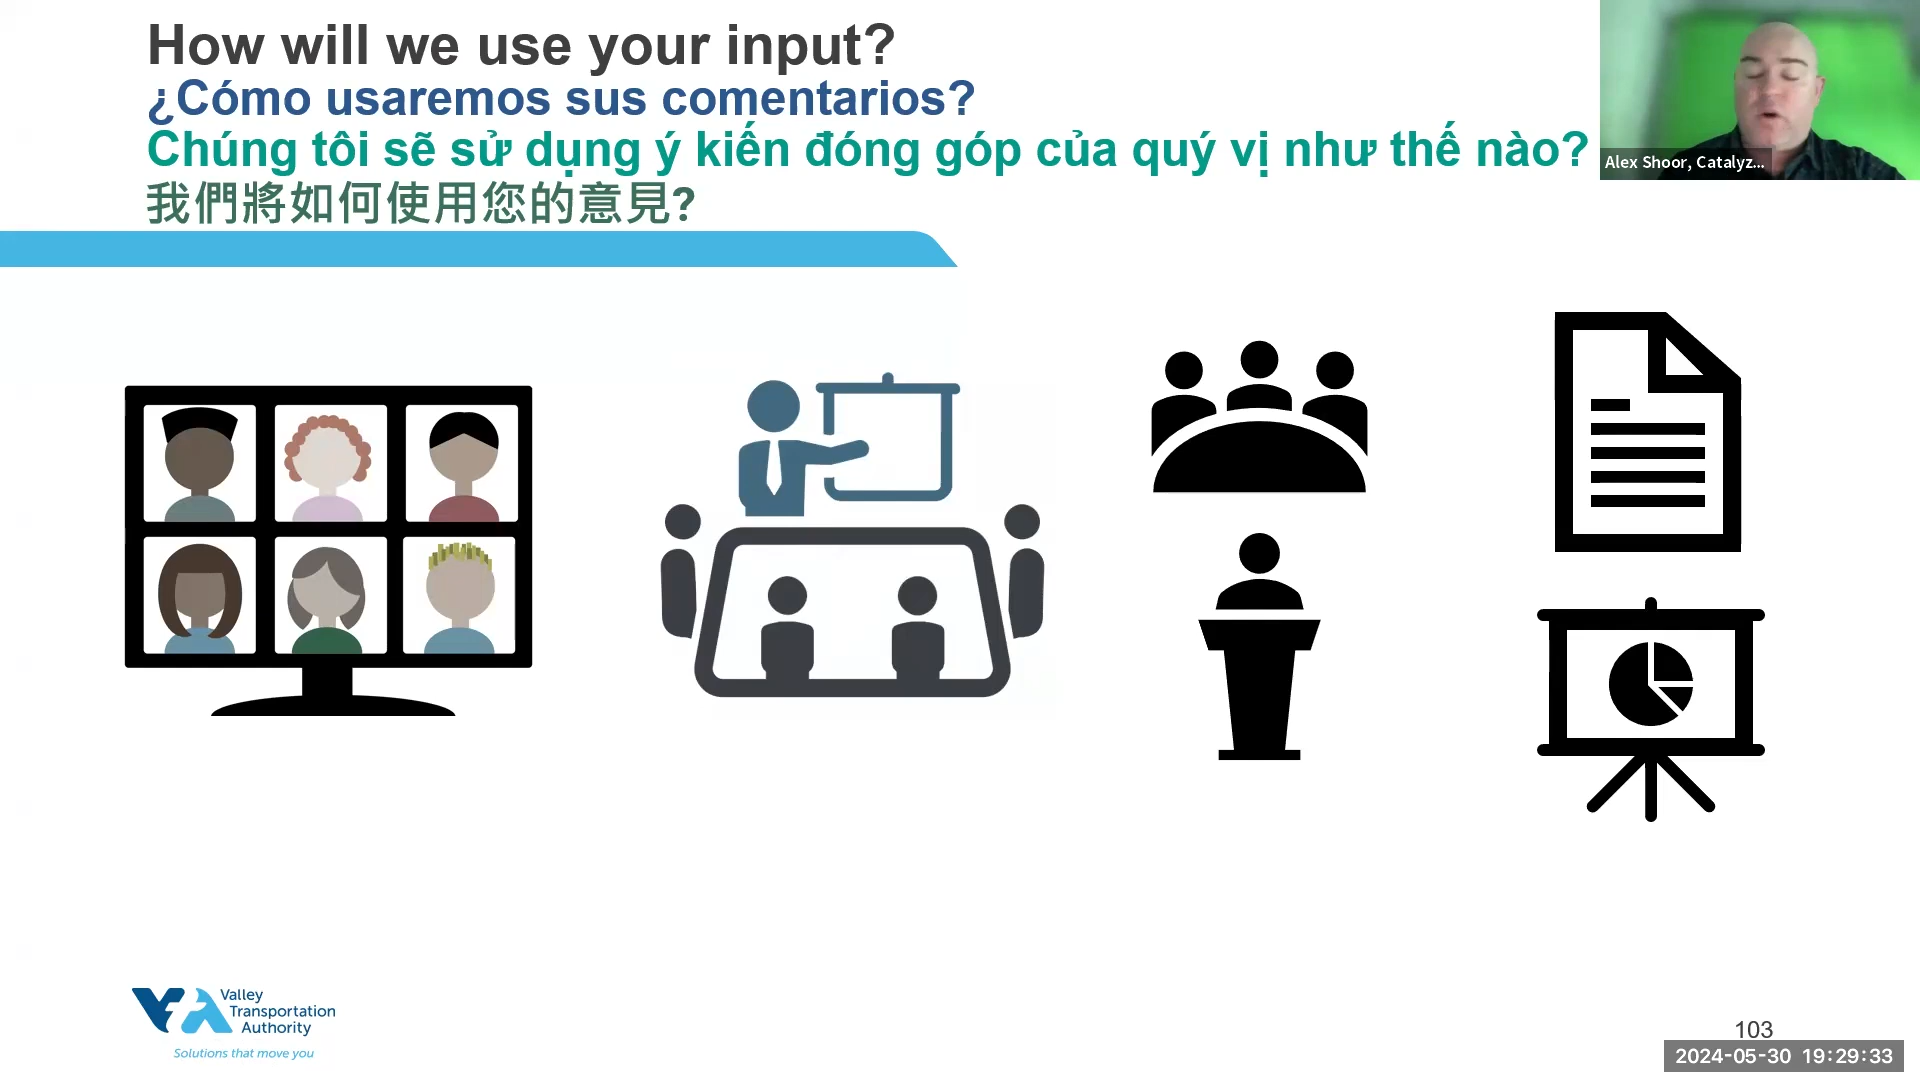 How will we use your input?
¿Cómo usaremos sus comentarios?
Chúng tôi sẽ sử dụng ý kiến đóng góp của quý vị như thế nào?
我們將如何使用您的意見?
Alex Shoor, Catalyz...
VTA
Valley
Transportation
Authority
Solutions that move you
103
2024-05-30 19:29:33